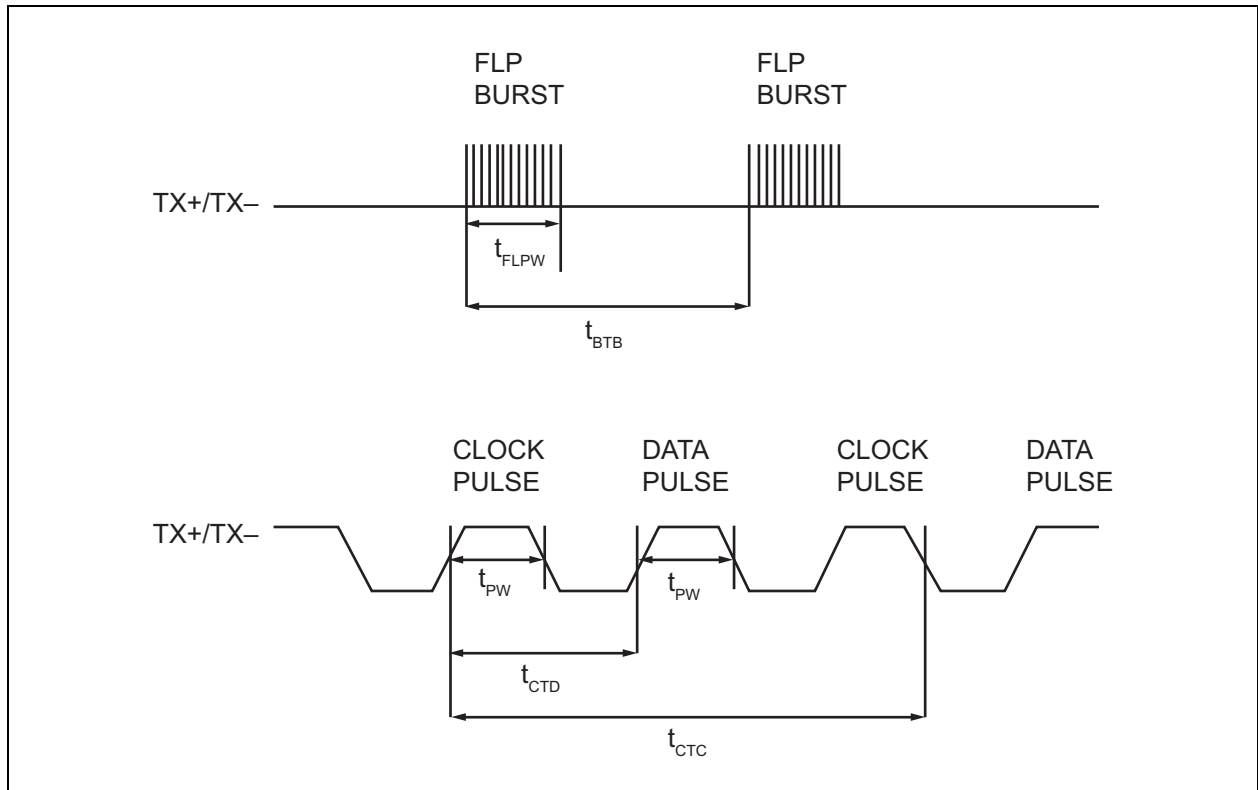 FLP
BURST
FLP
BURST
TX+/TX–
tFLPW
tBTB
CLOCK
PULSE
DATA
PULSE
CLOCK
PULSE
DATA
PULSE
TX+/TX–
tPW
tPW
tCTD
tCTC